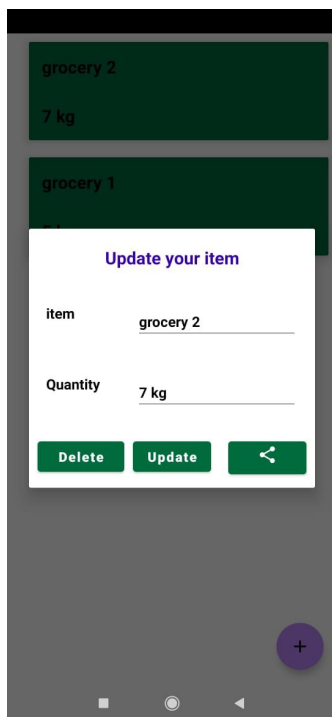 grocery 2
7 kg
grocery 1
Update your item
item
grocery 2
Quantity
7 kg
Delete
Update
+